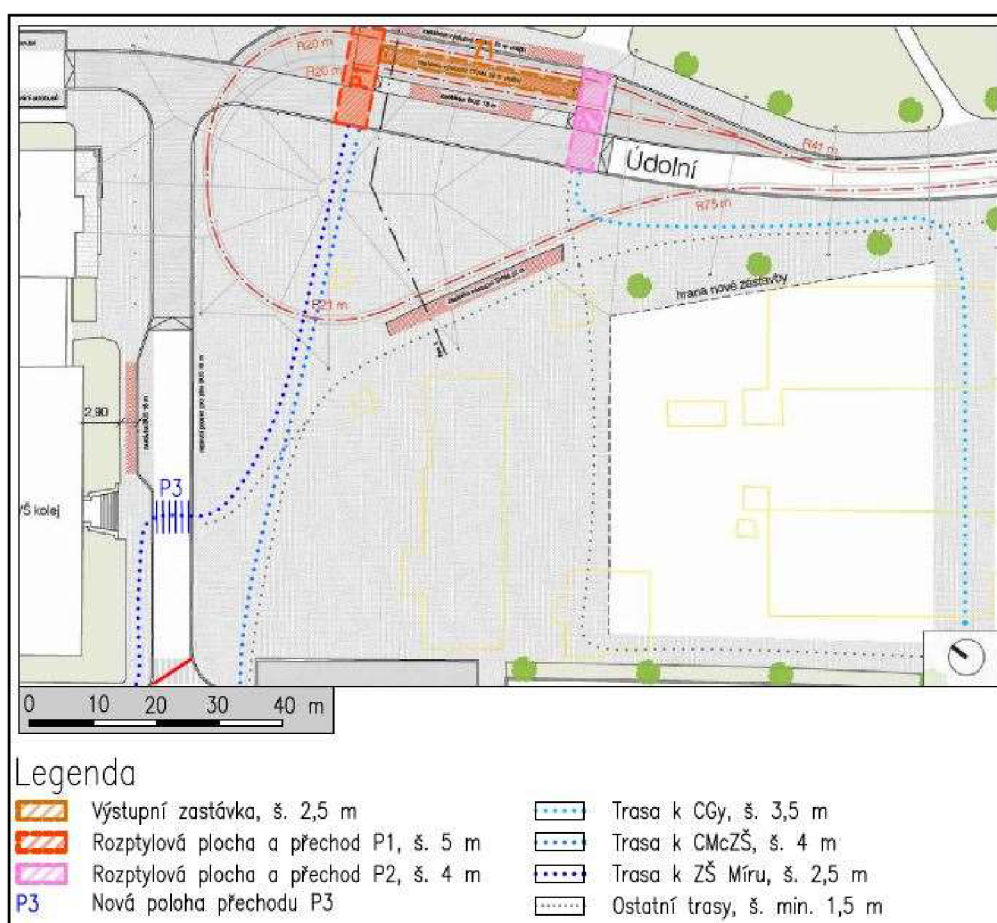 R20 m
R20 m
P1
Z1
R41 m
Údolní
R75 m
hrana nové zástavby
R21 m
2,90
P3
VŠ kolej
0 10 20 30 40 m
Legenda
Výstupní zastávka, š. 2,5 m
Rozptylová plocha a přechod P1, š. 5 m
Rozptylová plocha a přechod P2, š. 4 m
P3 Nová poloha přechodu P3
Trasa k CGy, š. 3,5 m
Trasa k CMcZŠ, š. 4 m
Trasa k ZŠ Míru, š. 2,5 m
Ostatní trasy, š. min. 1,5 m